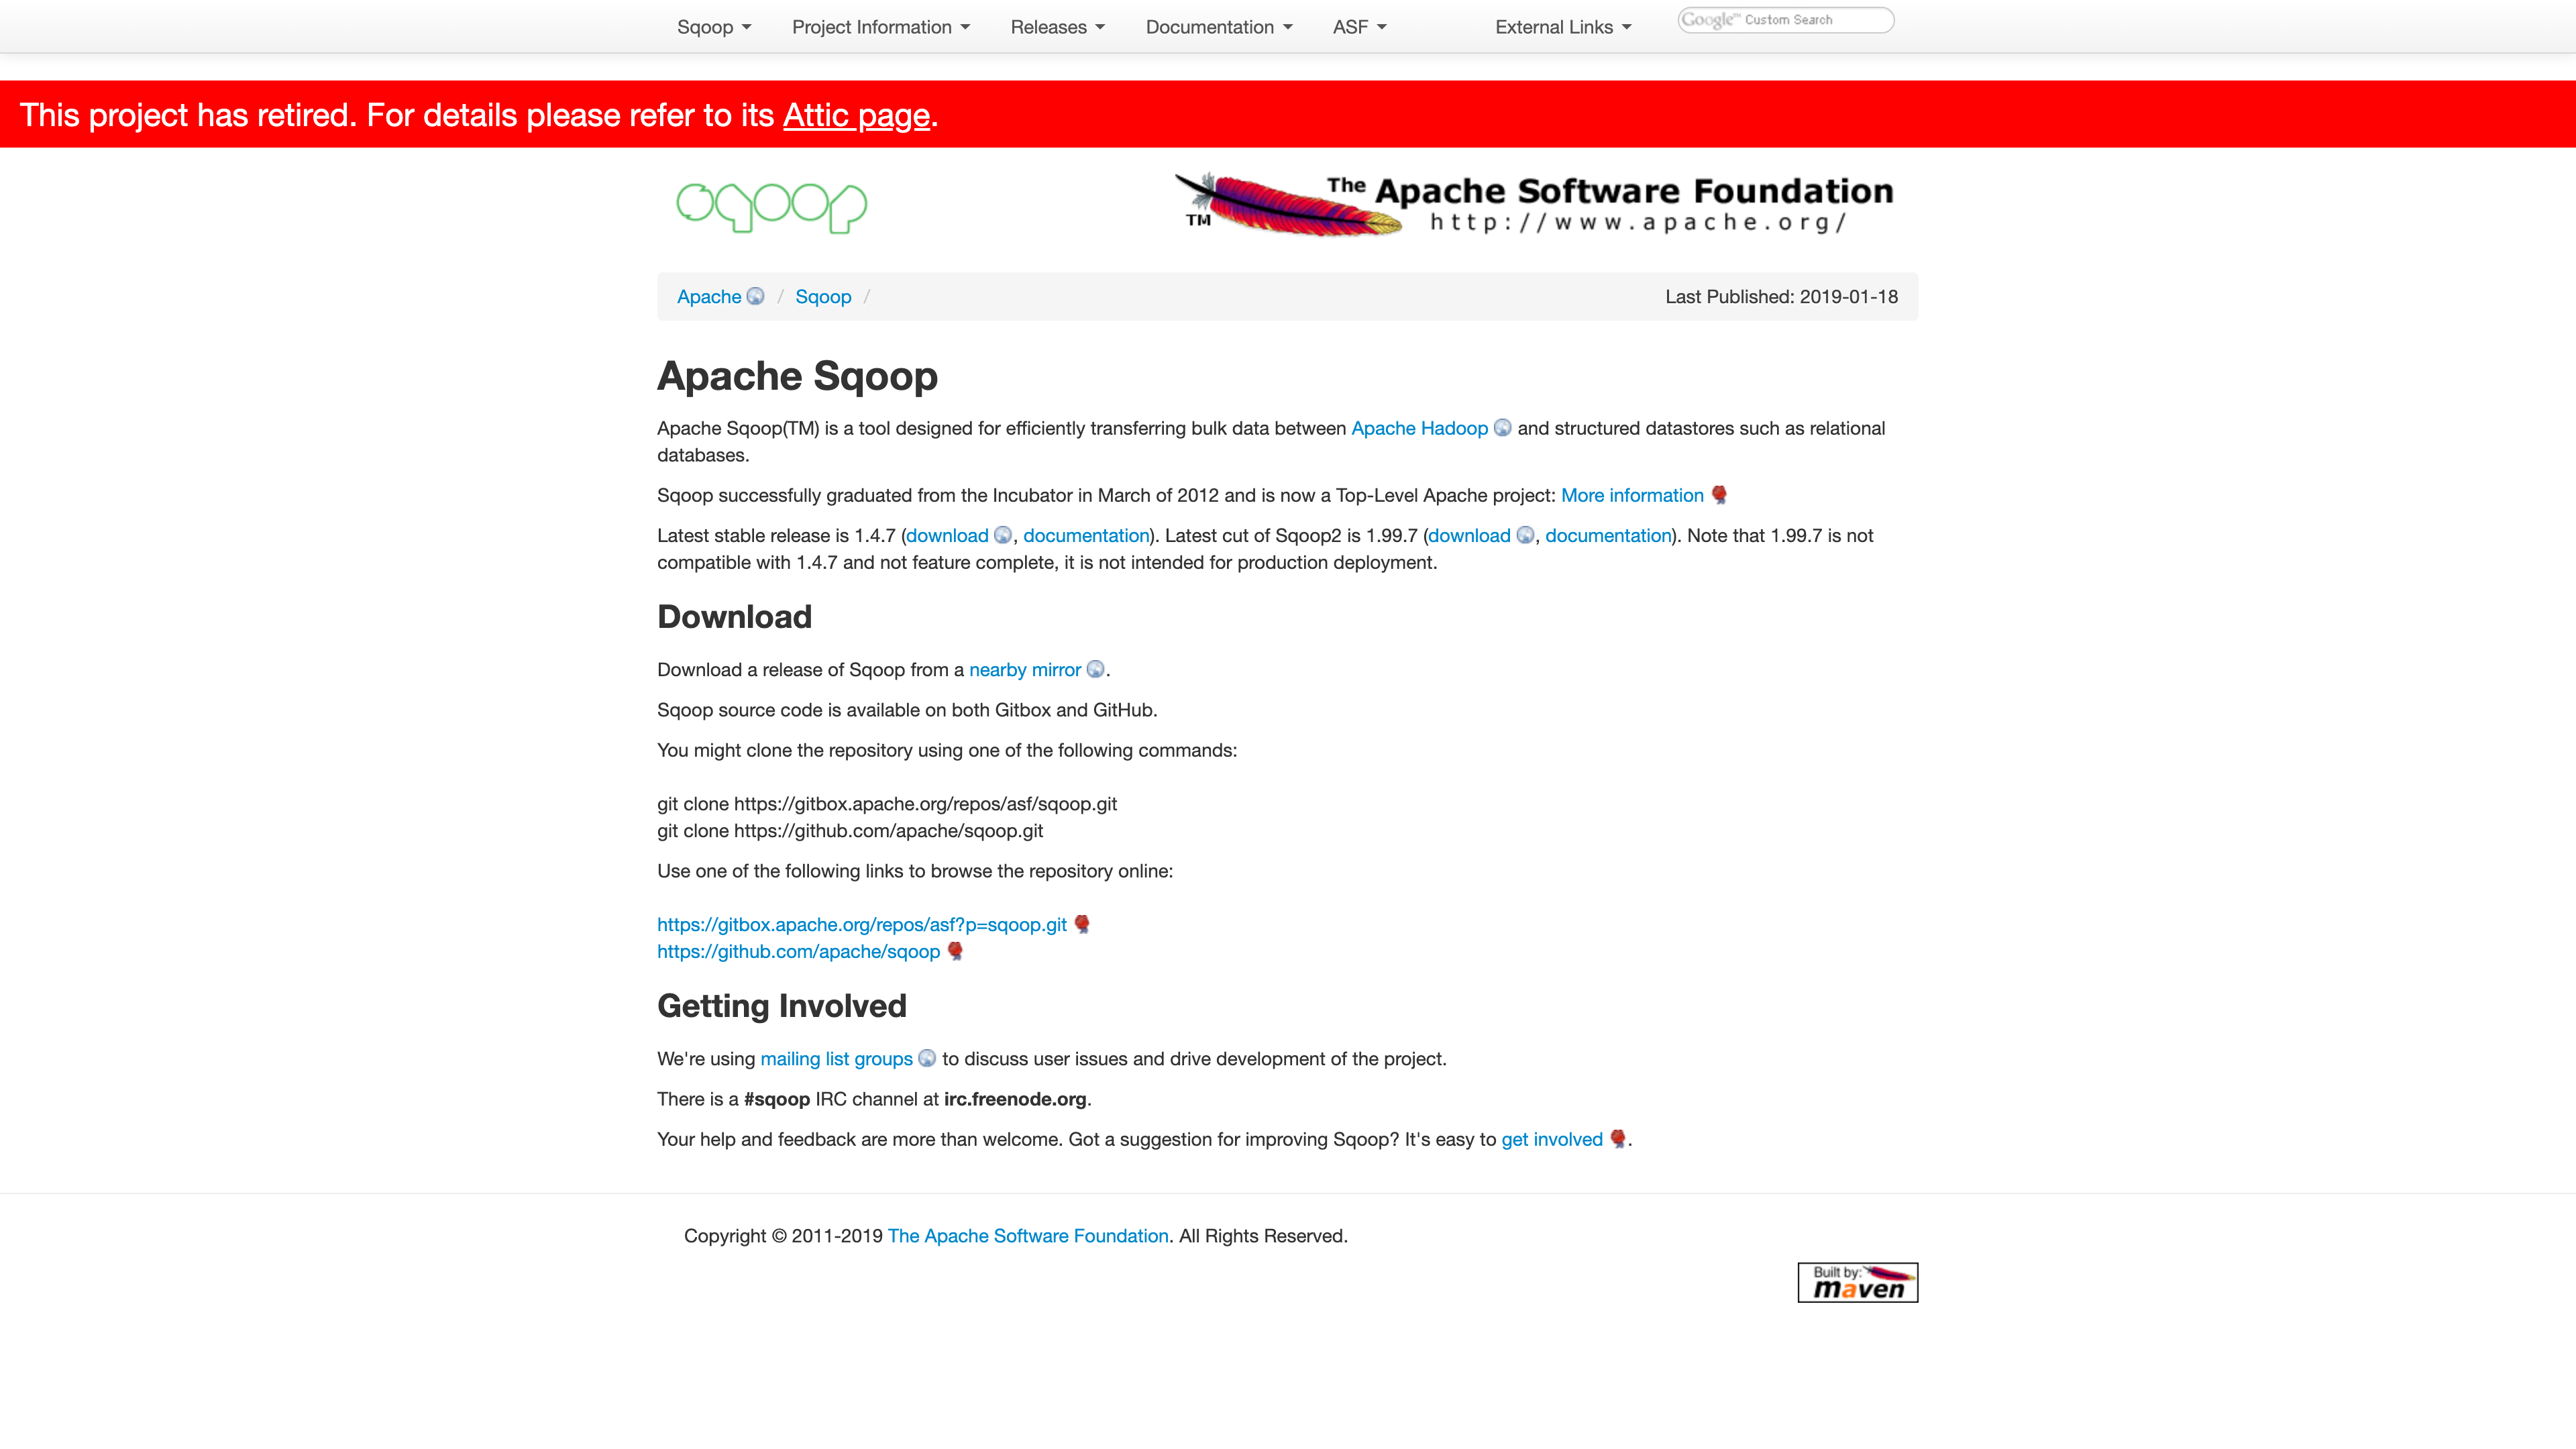 Sqoop Project Information Releases Documentation ASF External Links Google™ Custom Search
This project has retired. For details please refer to its Attic page.
sqoop
The Apache Software Foundation
TM http://www.apache.org/
Apache / Sqoop / Last Published: 2019-01-18
Apache Sqoop
Apache Sqoop(TM) is a tool designed for efficiently transferring bulk data between Apache Hadoop and structured datastores such as relational
databases.
Sqoop successfully graduated from the Incubator in March of 2012 and is now a Top-Level Apache project: More information
Latest stable release is 1.4.7 (download , documentation). Latest cut of Sqoop2 is 1.99.7 (download , documentation). Note that 1.99.7 is not
compatible with 1.4.7 and not feature complete, it is not intended for production deployment.
Download
Download a release of Sqoop from a nearby mirror .
Sqoop source code is available on both Gitbox and GitHub.
You might clone the repository using one of the following commands:
git clone https://gitbox.apache.org/repos/asf/sqoop.git
git clone https://github.com/apache/sqoop.git
Use one of the following links to browse the repository online:
https://gitbox.apache.org/repos/asf?p=sqoop.git
https://github.com/apache/sqoop
Getting Involved
We're using mailing list groups to discuss user issues and drive development of the project.
There is a #sqoop IRC channel at irc.freenode.org.
Your help and feedback are more than welcome. Got a suggestion for improving Sqoop? It's easy to get involved .
Copyright © 2011-2019 The Apache Software Foundation. All Rights Reserved.
Built by:
maven